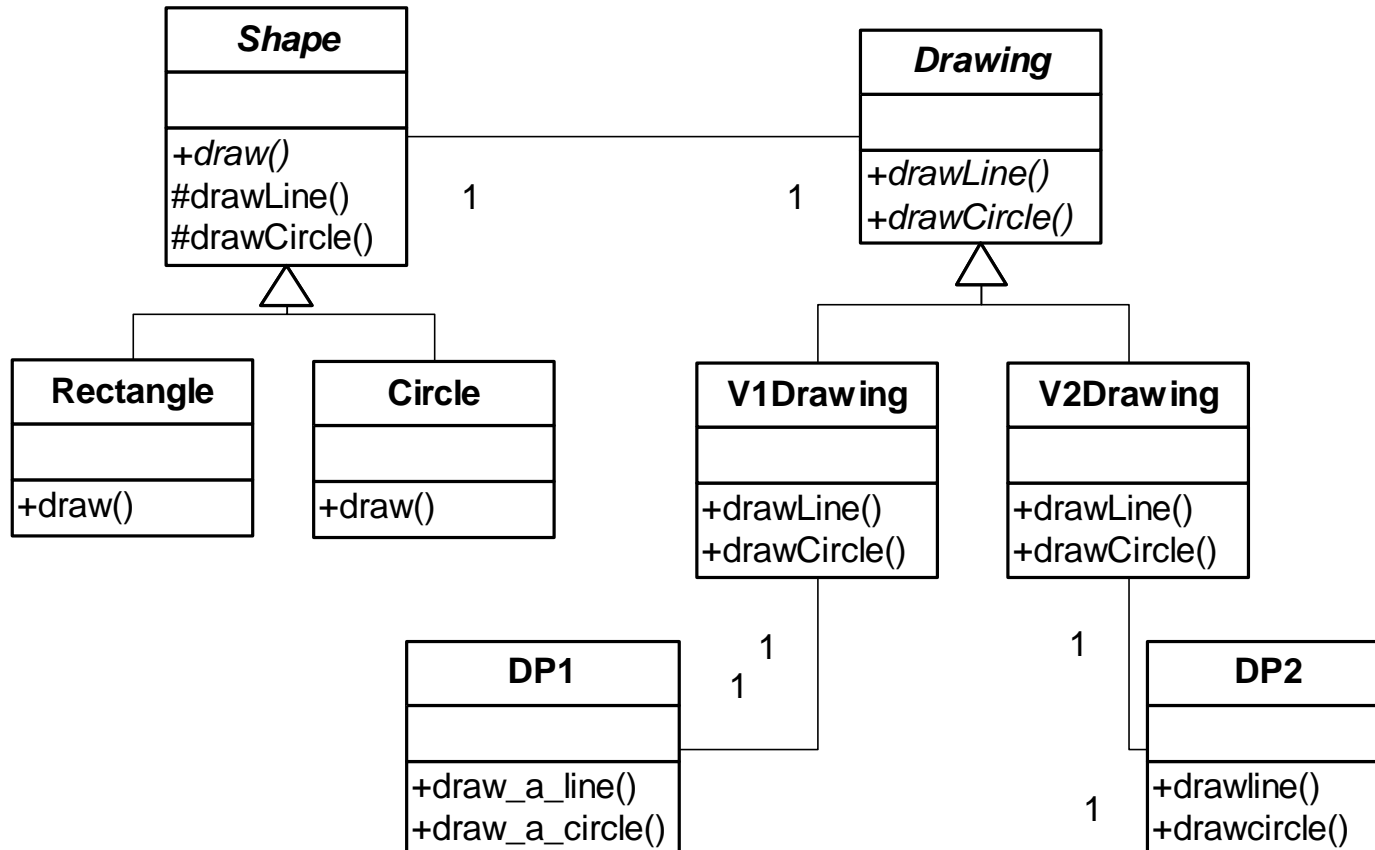 Shape
+draw()
#drawLine()
#drawCircle()
1
1
Drawing
+drawLine()
+drawCircle()
Rectangle
+draw()
Circle
+draw()
V1Drawing
+drawLine()
+drawCircle()
V2Drawing
+drawLine()
+drawCircle()
1
1
1
1
DP1
+draw_a_line()
+draw_a_circle()
DP2
+drawline()
+drawcircle()